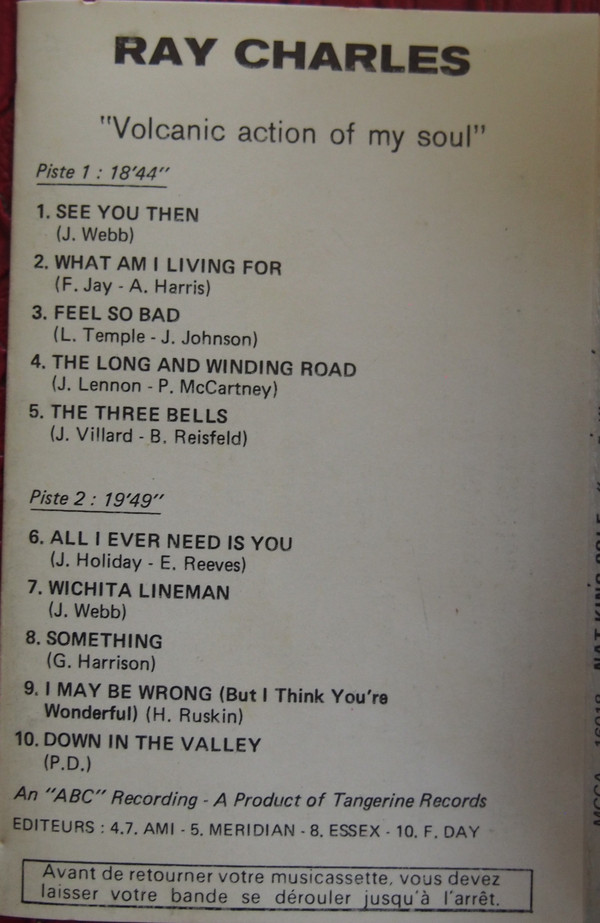 RAY CHARLES
"Volcanic action of my soul"
Piste 1 : 18'44"
1. SEE YOU THEN
(J. Webb)
2. WHAT AM I LIVING FOR
(F. Jay - A. Harris)
3. FEEL SO BAD
(L. Temple - J. Johnson)
4. THE LONG AND WINDING ROAD
(J. Lennon - P. McCartney)
5. THE THREE BELLS
(J. Villard - B. Reisfeld)
Piste 2 : 19'49"
6. ALL I EVER NEED IS YOU
(J. Holiday - E. Reeves)
7. WICHITA LINEMAN
(J. Webb)
8. SOMETHING
(G. Harrison)
9. I MAY BE WRONG (But I Think You're
Wonderful) (H. Ruskin)
10. DOWN IN THE VALLEY
(P.D.)
An "ABC" Recording - A Product of Tangerine Records
EDITEURS : 4.7. AMI - 5. MERIDIAN - 8. ESSEX - 10. F. DAY
Avant de retourner votre musicassette, vous devez
laisser votre bande se dérouler jusqu'à l'arrêt.